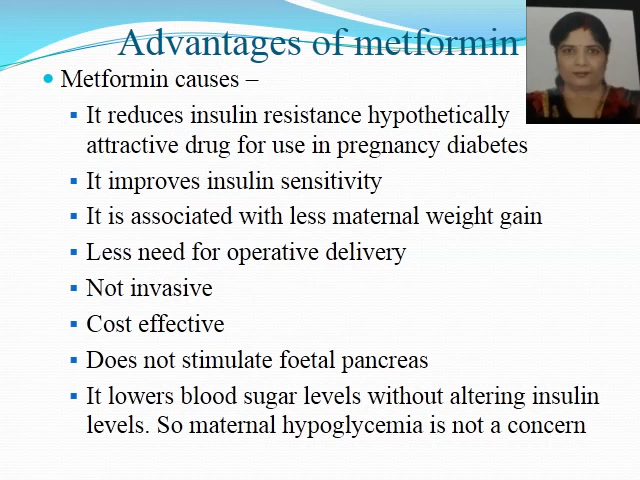 Advantages of metformin
Metformin causes –
It reduces insulin resistance hypothetically
attractive drug for use in pregnancy diabetes
It improves insulin sensitivity
It is associated with less maternal weight gain
Less need for operative delivery
Not invasive
Cost effective
Does not stimulate foetal pancreas
It lowers blood sugar levels without altering insulin
levels. So maternal hypoglycemia is not a concern